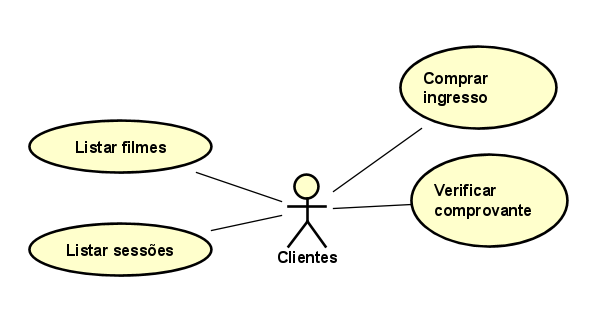 Comprar
ingresso
Listar filmes
Verificar
comprovante
Listar sessões
Clientes